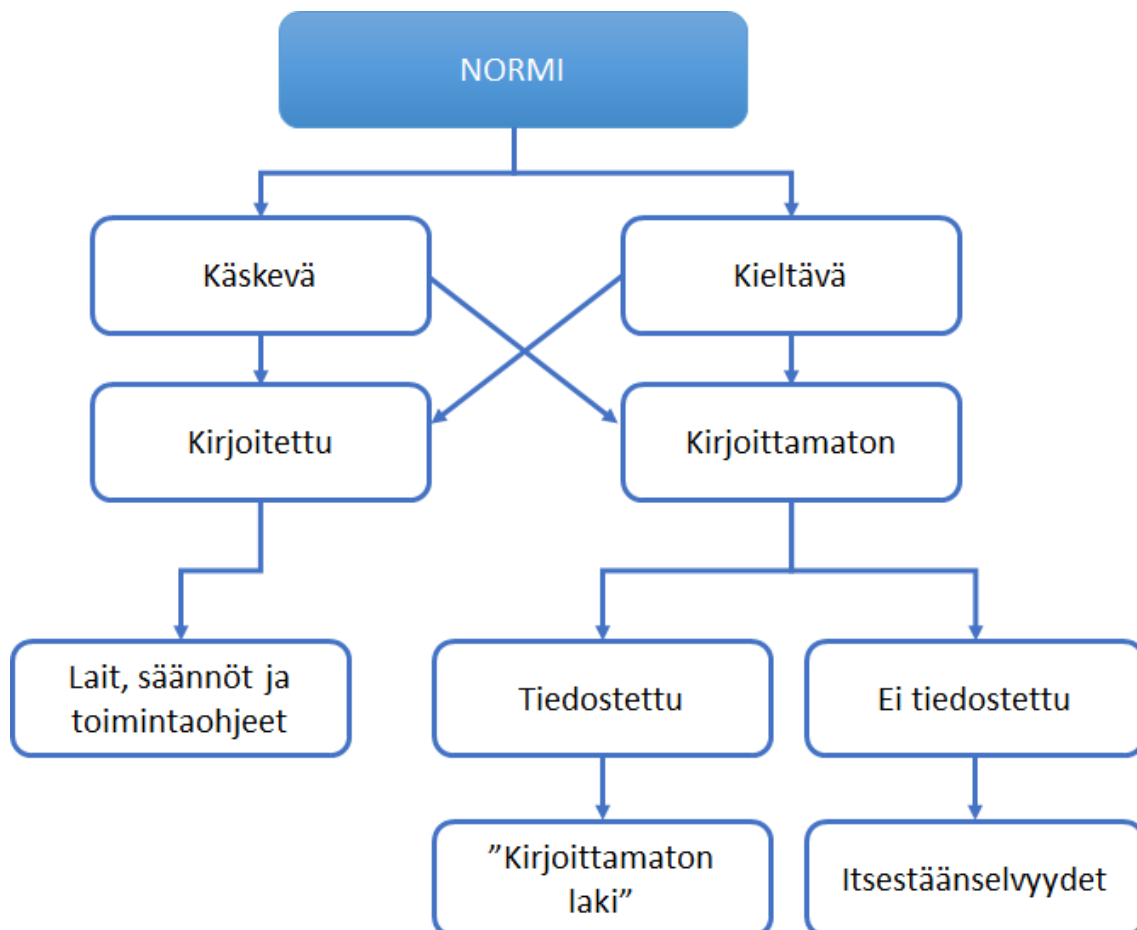 NORMI
Käskevä
Kieltävä
Kirjoitettu
Kirjoittamaton
Lait, säännöt ja
toimintaohjeet
Tiedostettu
Ei tiedostettu
”Kirjoittamaton
laki”
Itsestäänselvyydet